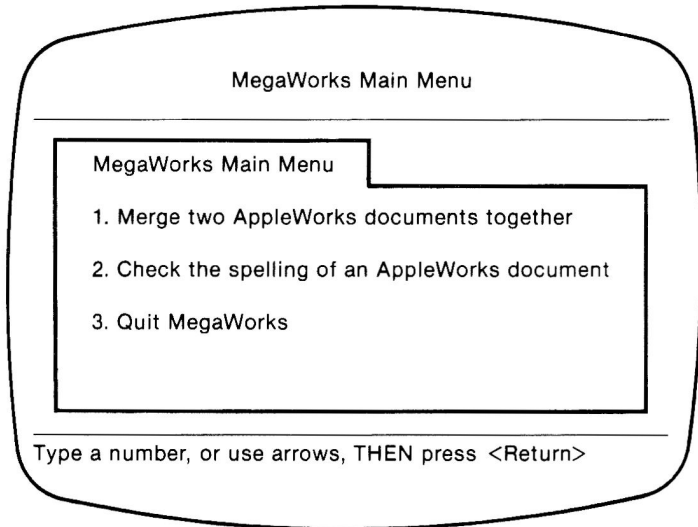 MegaWorks Main Menu
MegaWorks Main Menu
1. Merge two AppleWorks documents together
2. Check the spelling of an AppleWorks document
3. Quit MegaWorks
Type a number, or use arrows, THEN press <Return>